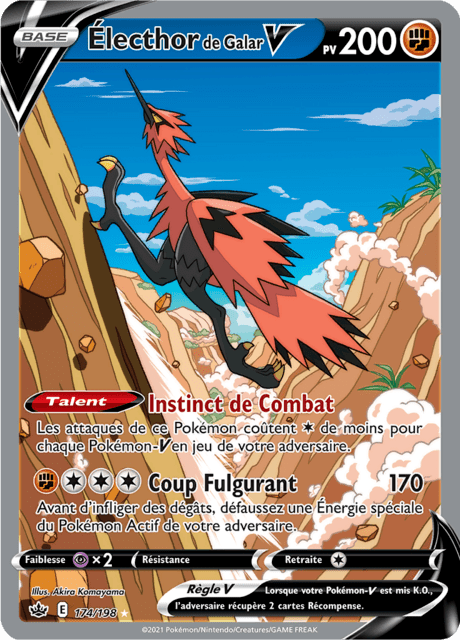 BASE Électhor de Galar V PV 200
Talent Instinct de Combat
Les attaques de ce Pokémon coûtent de moins pour
chaque Pokémon-V en jeu de votre adversaire.
Coup Fulgurant 170
Avant d'infliger des dégâts, défaussez une Énergie spéciale
du Pokémon Actif de votre adversaire.
Faiblesse ×2 Résistance Retraite
Illus. Akira Komayama
Règle V Lorsque votre Pokémon-V est mis K.O.,
l'adversaire récupère 2 cartes Récompense.
E 174/198
©2021 Pokémon/Nintendo/Creatures/GAME FREAK